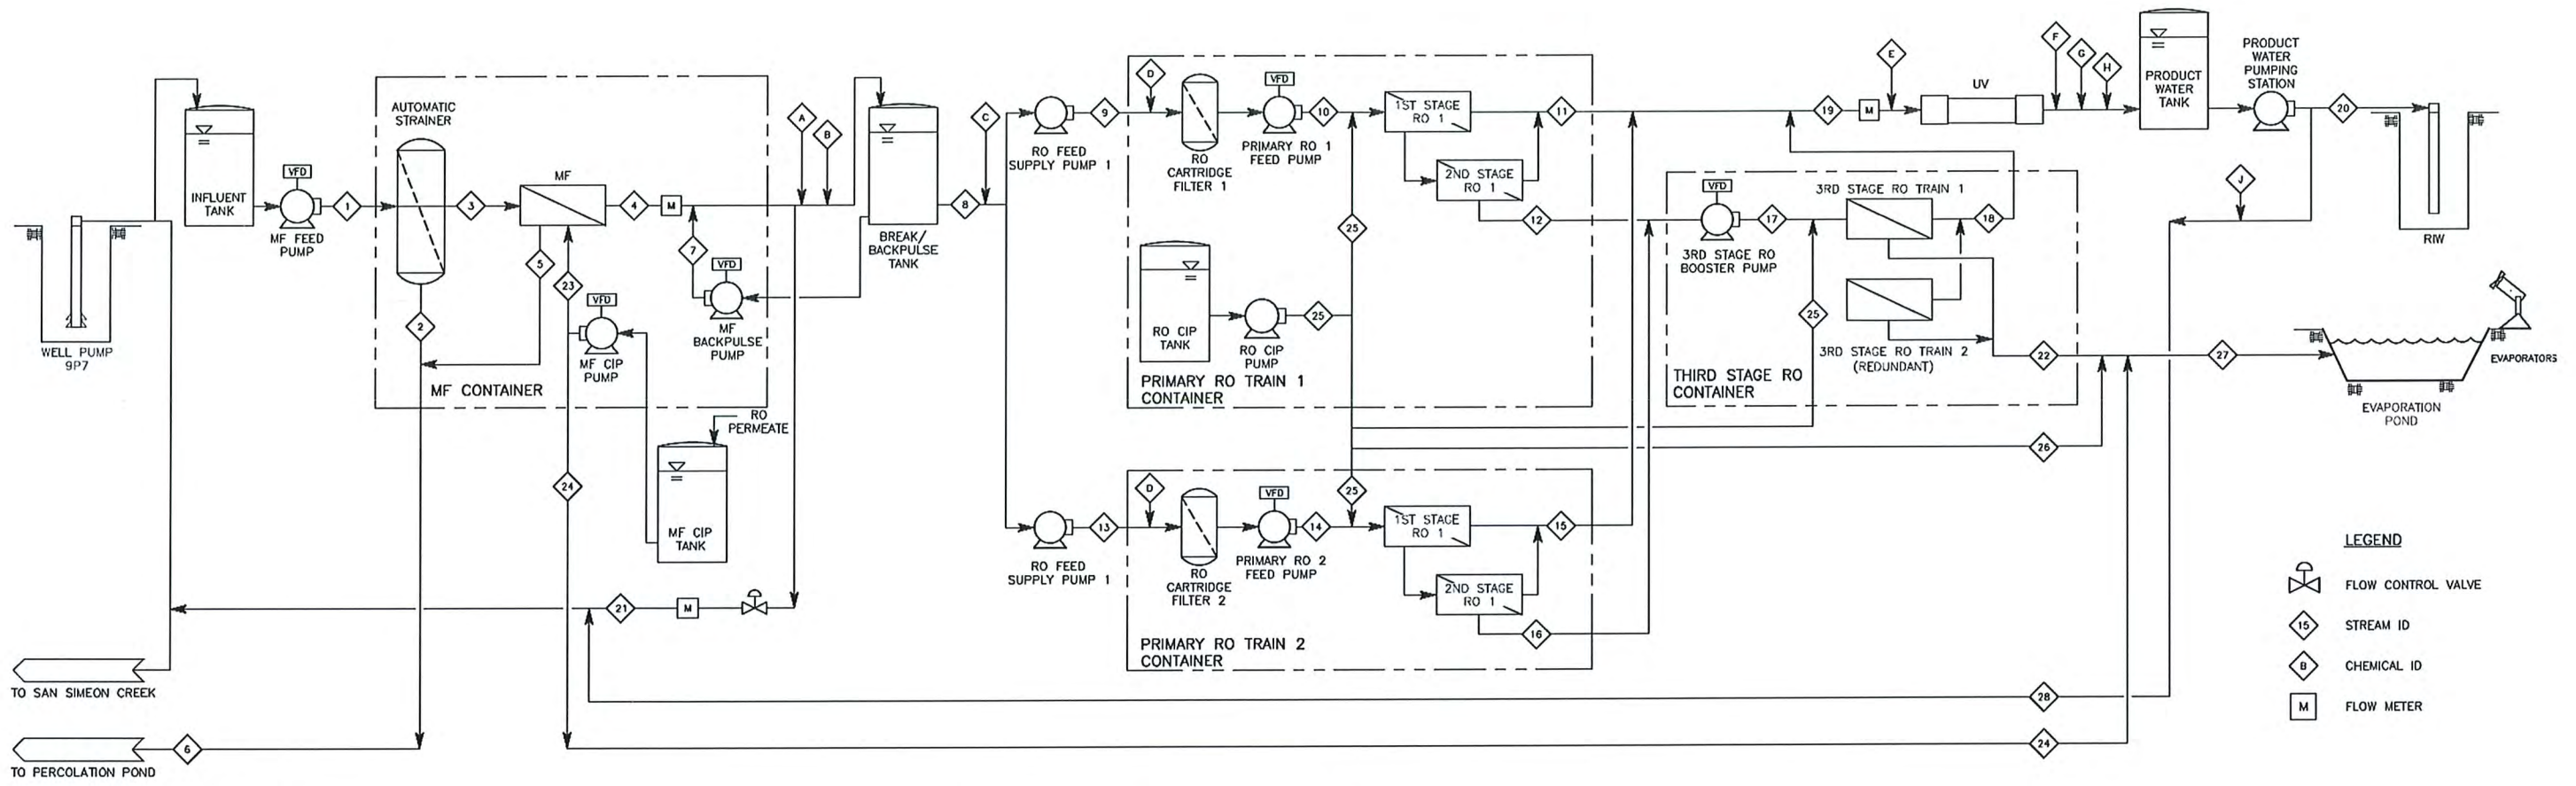 INFLUENT
TANK
WELL PUMP
9P7
VFD
MF FEED
PUMP
1
AUTOMATIC
STRAINER
2
3
MF
4
M
5
23
7
VFD
MF
BACKPULSE
PUMP
VFD
MF CIP
PUMP
MF CONTAINER
RO
PERMEATE
MF CIP
TANK
24
A
B
BREAK/
BACKPULSE
TANK
8
C
21
M
TO SAN SIMEON CREEK
6
TO PERCOLATION POND
RO FEED
SUPPLY PUMP 1
9
D
RO
CARTRIDGE
FILTER 1
VFD
PRIMARY RO 1
FEED PUMP
10
1ST STAGE
RO 1
2ND STAGE
RO 1
11
12
25
RO CIP
TANK
RO CIP
PUMP
25
PRIMARY RO TRAIN 1
CONTAINER
RO FEED
SUPPLY PUMP 1
13
D
RO
CARTRIDGE
FILTER 2
VFD
PRIMARY RO 2
FEED PUMP
14
25
1ST STAGE
RO 1
2ND STAGE
RO 1
15
16
PRIMARY RO TRAIN 2
CONTAINER
VFD
3RD STAGE RO
BOOSTER PUMP
17
25
3RD STAGE RO TRAIN 1
18
3RD STAGE RO TRAIN 2
(REDUNDANT)
THIRD STAGE RO
CONTAINER
19
M
E
UV
F
G
H
PRODUCT
WATER
TANK
PRODUCT
WATER
PUMPING
STATION
20
J
RIW
22
26
27
EVAPORATORS
EVAPORATION
POND
28
24
LEGEND
FLOW CONTROL VALVE
15 STREAM ID
B CHEMICAL ID
M FLOW METER